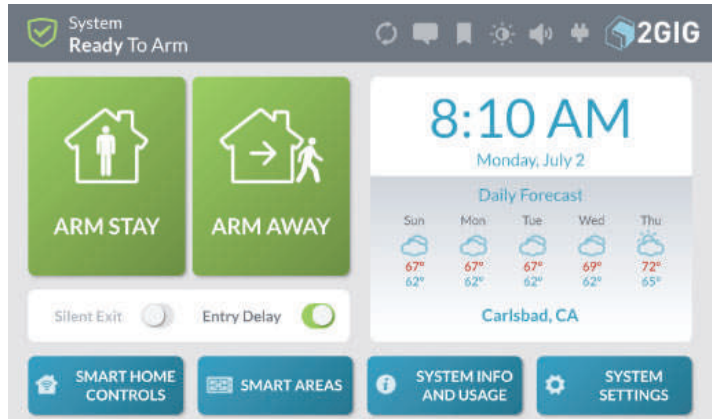 System
Ready To Arm
2GIG
ARM STAY
ARM AWAY
8:10 AM
Monday, July 2
Daily Forecast
Sun Mon Tue Wed Thu
67° 67° 67° 69° 72°
62° 62° 62° 62° 65°
Carlsbad, CA
Silent Exit
Entry Delay
SMART HOME
CONTROLS
SMART AREAS
SYSTEM INFO
AND USAGE
SYSTEM
SETTINGS